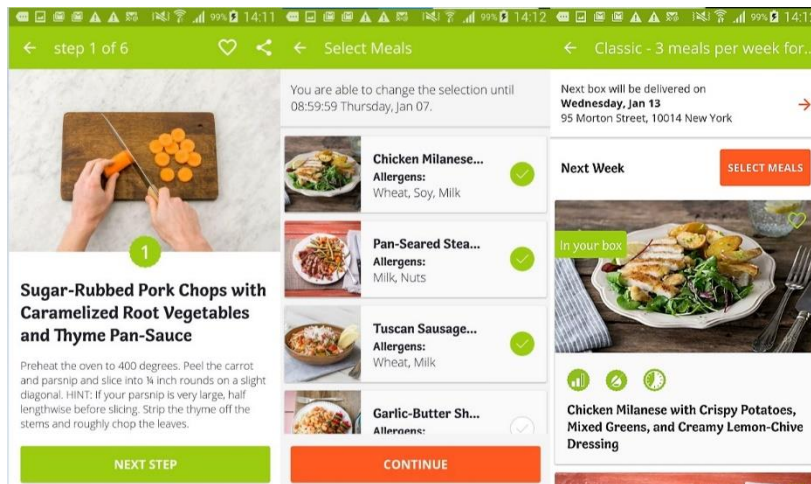 99% 14:11
step 1 of 6
1
Sugar-Rubbed Pork Chops with
Caramelized Root Vegetables
and Thyme Pan-Sauce
Preheat the oven to 400 degrees. Peel the carrot
and parsnip and slice into ¼ inch rounds on a slight
diagonal. HINT: If your parsnip is very large, half
lengthwise before slicing. Strip the thyme off the
stems and roughly chop the leaves.
NEXT STEP
99% 14:12
Select Meals
You are able to change the selection until
08:59:59 Thursday, Jan 07.
Chicken Milanese...
Allergens:
Wheat, Soy, Milk
Pan-Seared Stea...
Allergens:
Milk, Nuts
Tuscan Sausage...
Allergens:
Wheat, Milk
Garlic-Butter Sh...
Allergens:
CONTINUE
99% 14:12
Classic - 3 meals per week for...
Next box will be delivered on
Wednesday, Jan 13
95 Morton Street, 10014 New York
Next Week
SELECT MEALS
In your box
Chicken Milanese with Crispy Potatoes,
Mixed Greens, and Creamy Lemon-Chive
Dressing